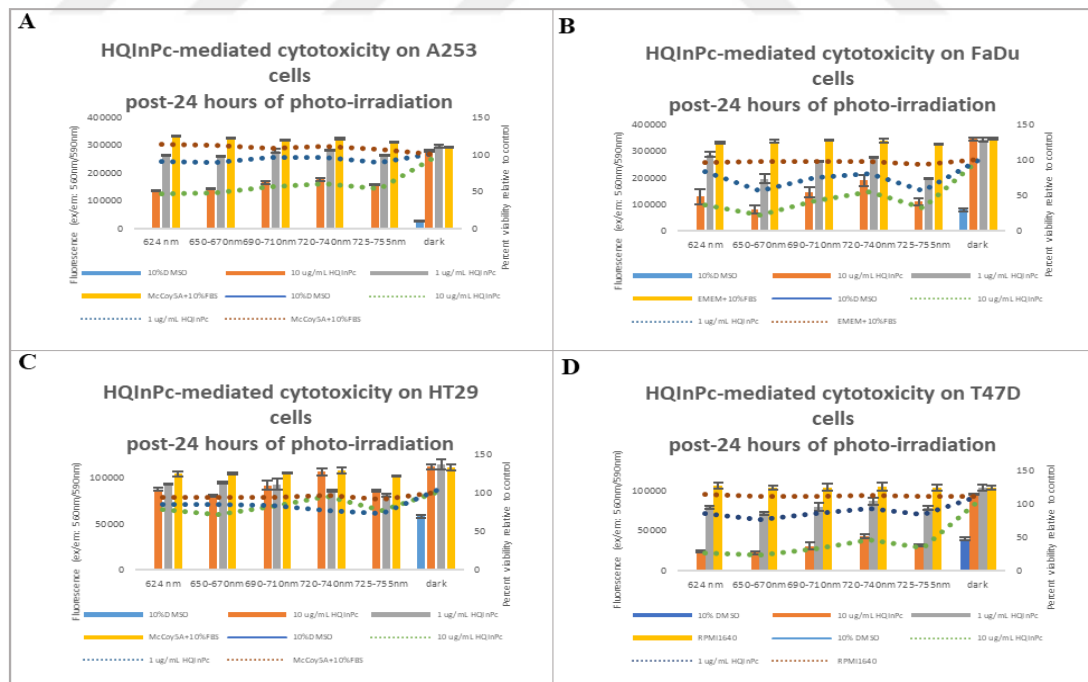 A
HQInPc-mediated cytotoxicity on A253
cells
post-24 hours of photo-irradiation
Fluorescence (ex/em: 560nm/590nm)
400000
300000
200000
100000
0
150
100
50
0
Percent viability relative to control
624 nm 650-670nm 690-710nm 720-740nm 725-755nm dark
10%DMSO 10 ug/mL HQInPc 1 ug/mL HQInPc
McCoy5A+10%FBS 10%DMSO 10 ug/mL HQInPc
1 ug/mL HQInPc McCoy5A+10%FBS
B
HQInPc-mediated cytotoxicity on FaDu
cells
post-24 hours of photo-irradiation
Fluorescence (ex/em: 560nm/590nm)
400000
300000
200000
100000
0
150
100
50
0
Percent viability relative to control
624 nm 650-670nm 690-710nm 720-740nm 725-755nm dark
10%DMSO 10 ug/mL HQInPc 1 ug/mL HQInPc
EMEM+10%FBS 10%DMSO 10 ug/mL HQInPc
1 ug/mL HQInPc EMEM+10%FBS
C
HQInPc-mediated cytotoxicity on HT29
cells
post-24 hours of photo-irradiation
Fluorescence (ex/em: 560nm/590nm)
100000
50000
0
150
100
50
0
Percent viability relative to control
624 nm 650-670nm 690-710nm 720-740nm 725-755nm dark
10%DMSO 10 ug/mL HQInPc 1 ug/mL HQInPc
McCoy5A+10%FBS 10%DMSO 10 ug/mL HQInPc
1 ug/mL HQInPc McCoy5A+10%FBS
D
HQInPc-mediated cytotoxicity on T47D
cells
post-24 hours of photo-irradiation
Fluorescence (ex/em: 560nm/590nm)
100000
50000
0
150
100
50
0
Percent viability relative to control
624 nm 650-670nm 690-710nm 720-740nm 725-755nm dark
10% DMSO 10 ug/mL HQInPc 1 ug/mL HQInPc
RPMI1640 10% DMSO 10 ug/mL HQInPc
1 ug/mL HQInPc RPMI1640